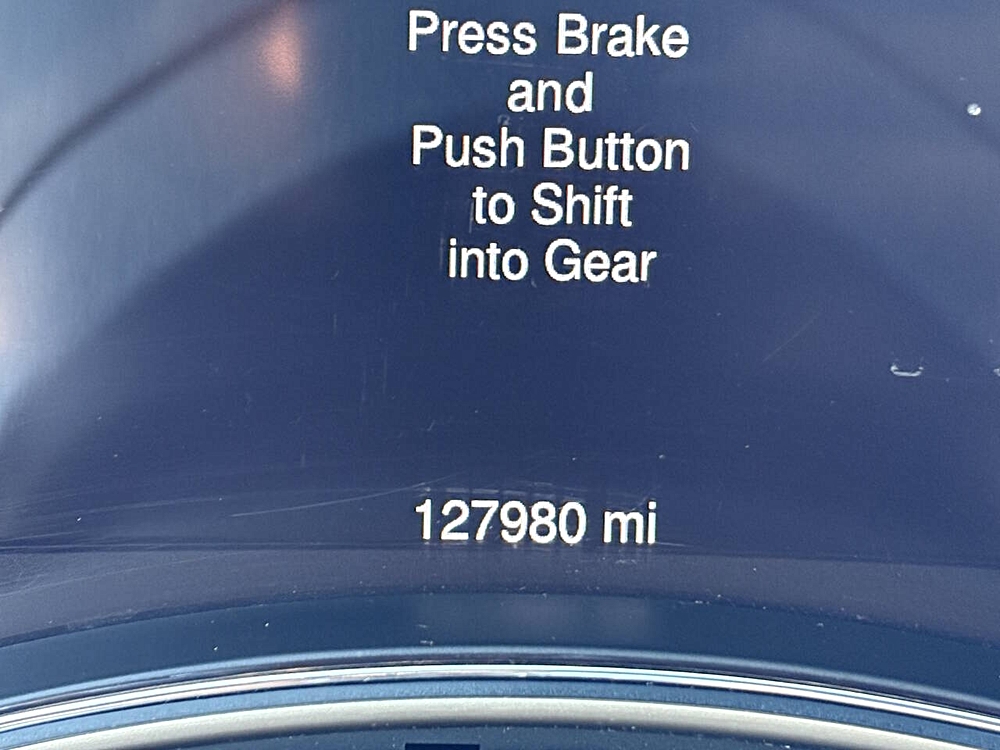 Press Brake
and
Push Button
to Shift
into Gear
127980 mi